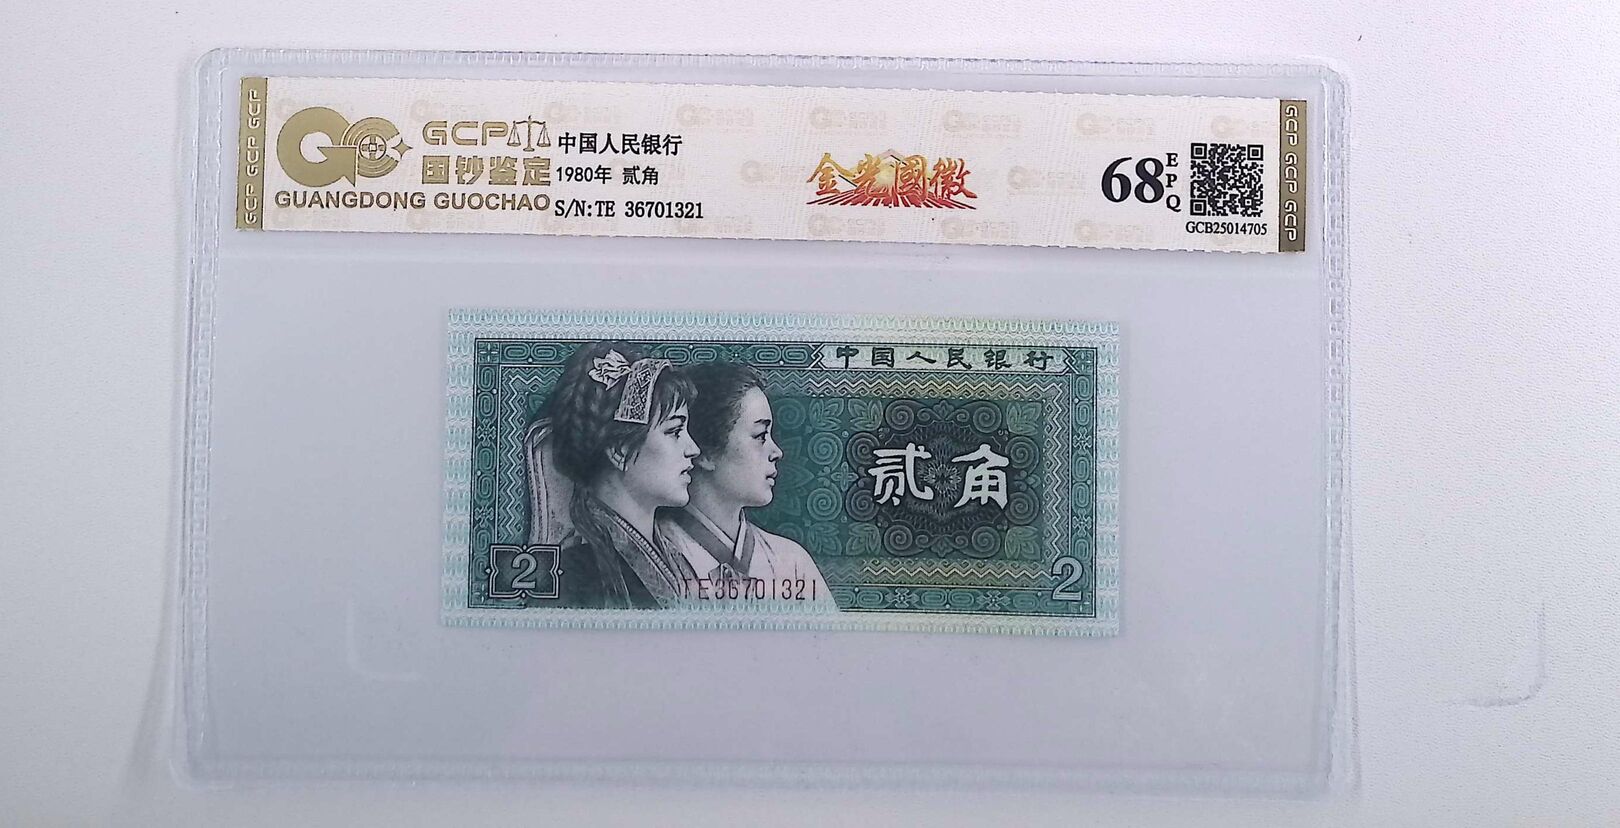 GCP GCP GCP
GCP
国钞鉴定
GUANGDONG GUOCHAO
中国人民银行
1980年 贰角
S/N:TE 36701321
金光國徽
68
EPQ
GCB25014705
GCP GCP GCP
中国人民银行
贰角
2
TE36701321
2